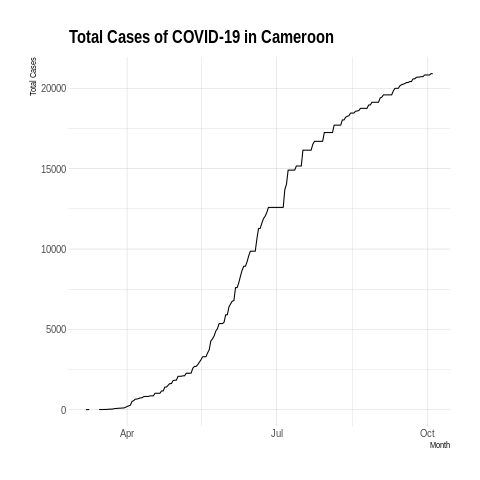 Total Cases of COVID-19 in Cameroon
Total Cases
20000
15000
10000
5000
0
Apr
Jul
Oct
Month